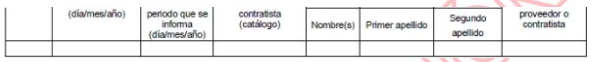 (día/mes/año)
periodo que se
informa
(día/mes/año)
contratista
(catálogo)
Nombre(s)
Primer apellido
Segundo
apellido
proveedor o
contratista